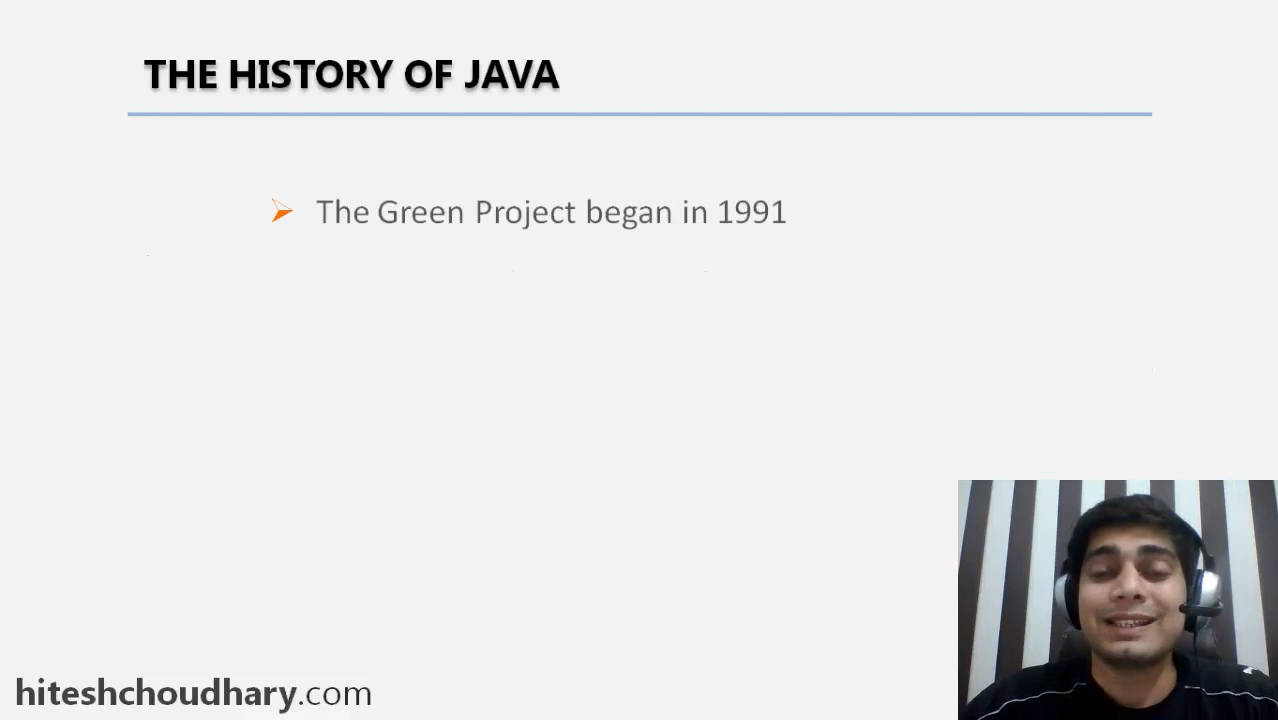 THE HISTORY OF JAVA
The Green Project began in 1991
hiteshchoudhary.com